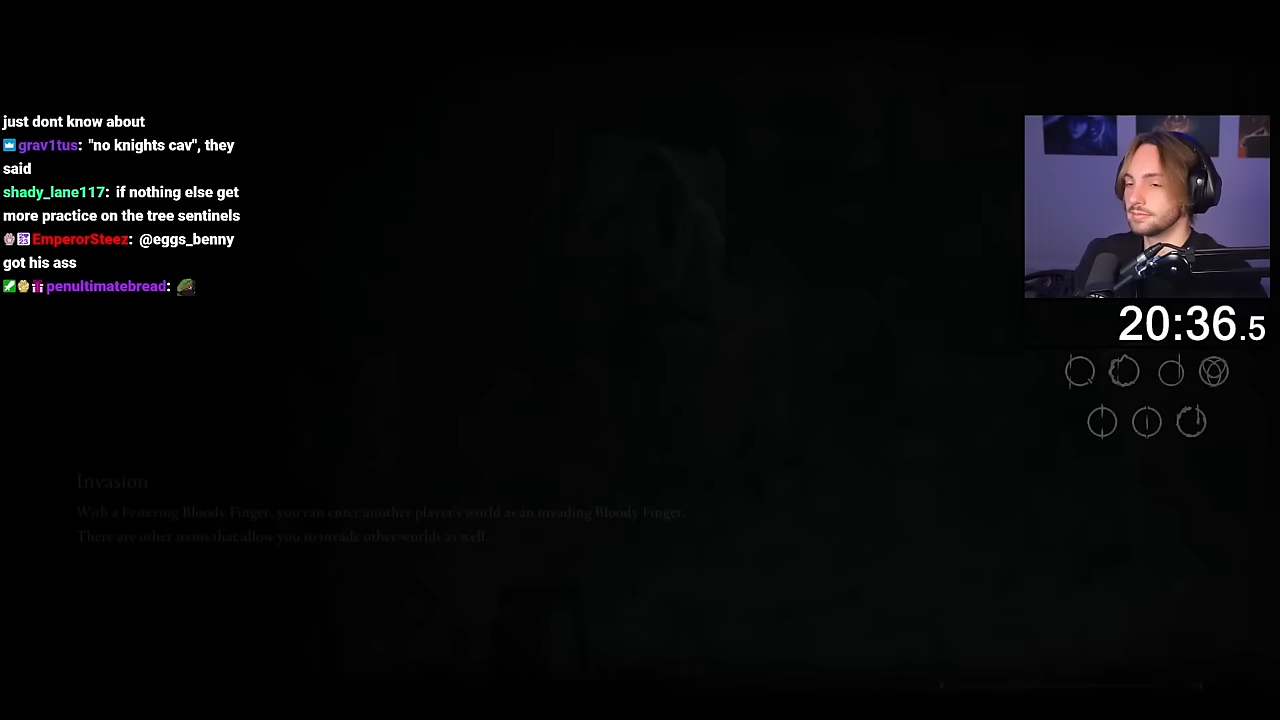 just dont know about
grav1tus: "no knights cav", they
said
shady_lane117: if nothing else get
more practice on the tree sentinels
EmperorSteez: @eggs_benny
got his ass
penultimatebread:
20:36.5
Invasion
With a Festering Bloody Finger, you can enter another player's world as an invading Bloody Finger.
There are other items that allow you to invade other worlds as well.